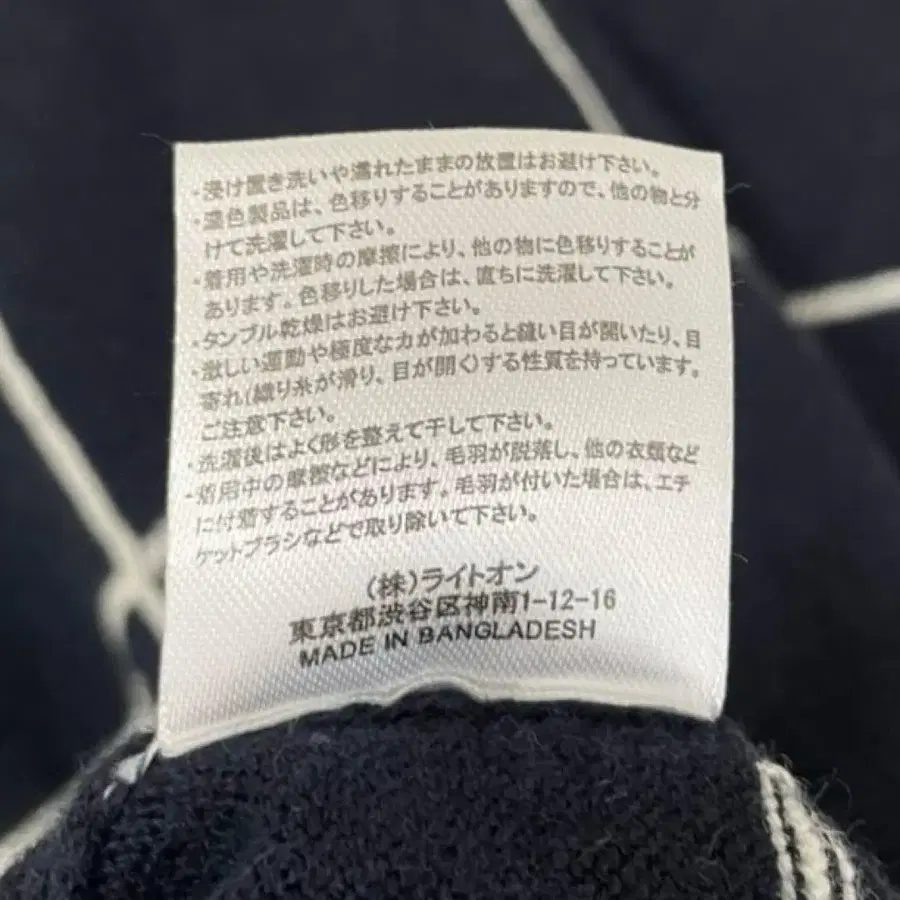 ・浸け置き洗いや濡れたままの放置はお避け下さい。
・濃色製品は、色移りすることがありますので、他の物と分
けて洗濯して下さい。
・着用や洗濯時の摩擦により、他の物に色移りすることが
あります。色移りした場合は、直ちに洗濯して下さい。
・タンブル乾燥はお避け下さい。
・激しい運動や極度な力が加わると縫い目が開いたり、目
寄れ(織り糸が滑り、目が開く)する性質を持っています。
ご注意下さい。
・洗濯後はよく形を整えて干して下さい。
・着用中の摩擦などにより、毛羽が脱落し、他の衣類など
に付着することがあります。毛羽が付いた場合は、エチ
ケットブラシなどで取り除いて下さい。
(株)ライトオン
東京都渋谷区神南1-12-16
MADE IN BANGLADESH